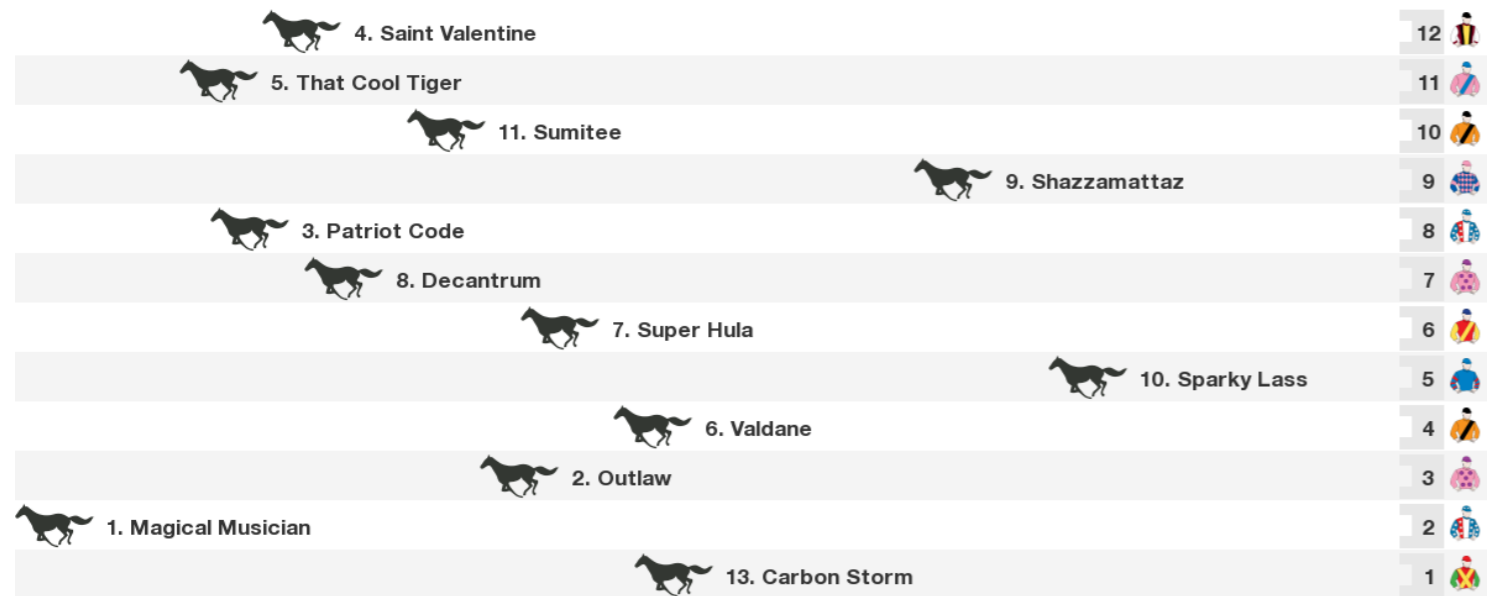 4. Saint Valentine 12
5. That Cool Tiger 11
11. Sumitee 10
9. Shazzamattaz 9
3. Patriot Code 8
8. Decantrum 7
7. Super Hula 6
10. Sparky Lass 5
6. Valdane 4
2. Outlaw 3
1. Magical Musician 2
13. Carbon Storm 1